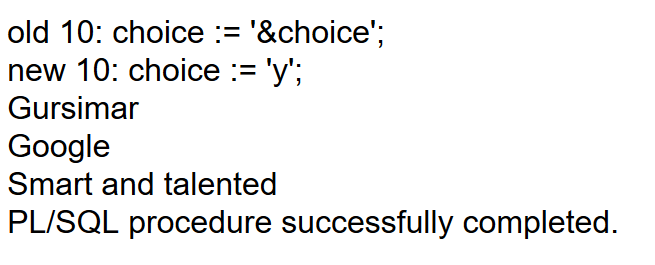 old 10: choice := '&choice';
new 10: choice := 'y';
Gursimar
Google
Smart and talented
PL/SQL procedure successfully completed.